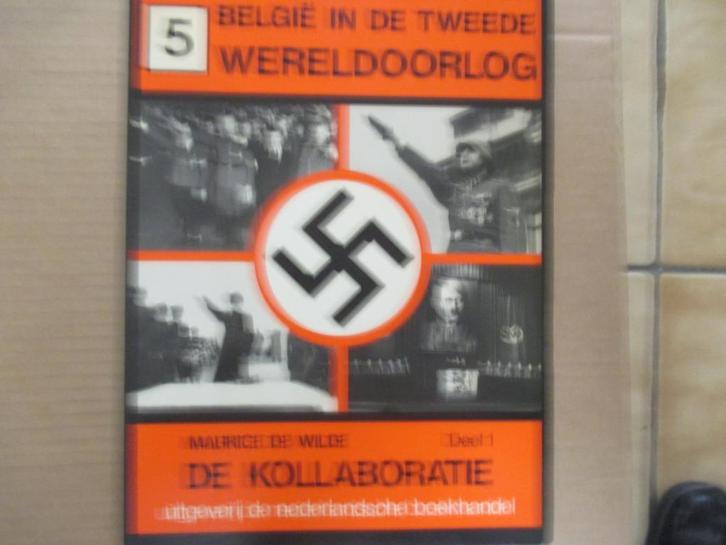 5
BELGIË IN DE TWEEDE
WERELDOORLOG
MAURICE DE WILDE
Deel 1
DE KOLLABORATIE
uitgeverij de nederlandsche boekhandel